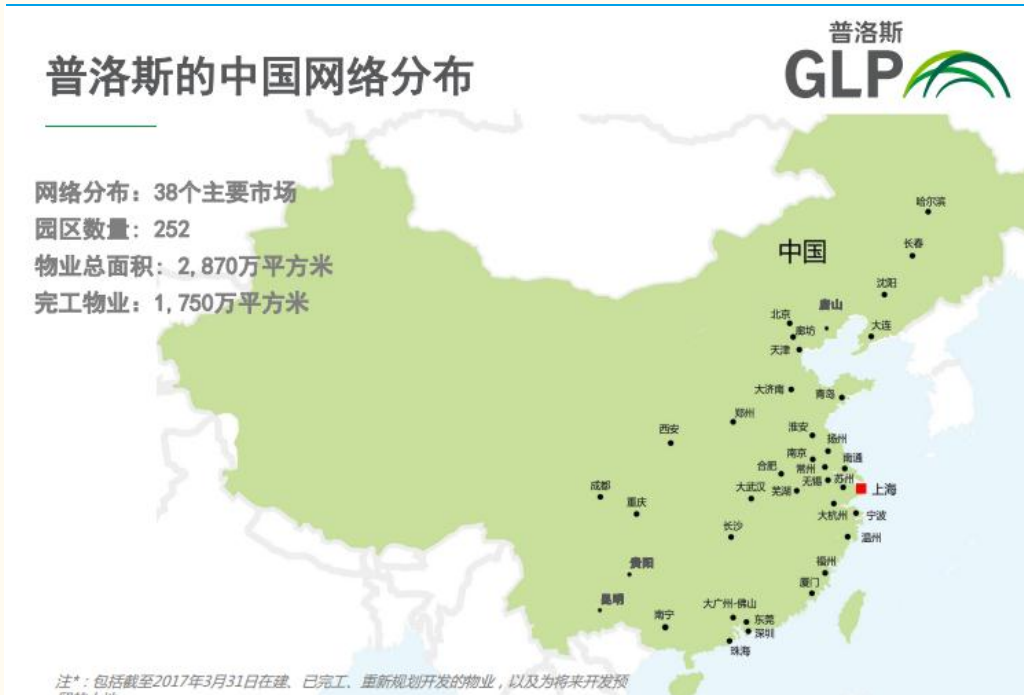 普洛斯的中国网络分布
普洛斯
GLP
网络分布：38个主要市场
园区数量：252
物业总面积：2,870万平方米
完工物业：1,750万平方米
中国
哈尔滨
长春
沈阳
唐山
北京
廊坊
大连
天津
大济南
青岛
郑州
西安
淮安
扬州
南京
南通
合肥
常州
无锡
苏州
成都
重庆
大武汉
芜湖
上海
大杭州
宁波
长沙
温州
贵阳
福州
昆明
厦门
南宁
大广州-佛山
东莞
深圳
珠海
注*：包括截至2017年3月31日在建、已完工、重新规划开发的物业，以及为将来开发预